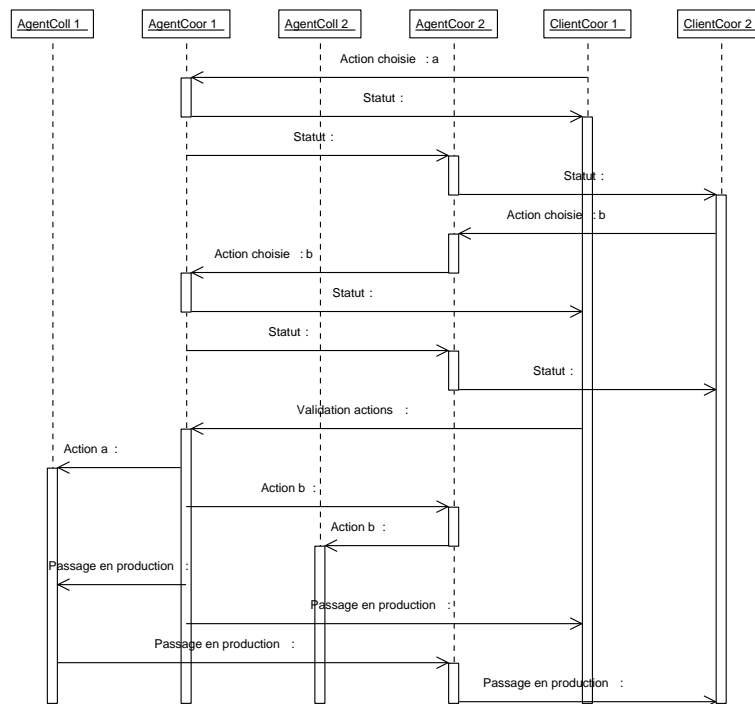 AgentColl 1
AgentCoor 1
AgentColl 2
AgentCoor 2
ClientCoor 1
ClientCoor 2
Action choisie : a
Statut :
Statut :
Statut :
Action choisie : b
Action choisie : b
Statut :
Statut :
Statut :
Validation actions :
Action a :
Action b :
Action b :
Passage en production :
Passage en production :
Passage en production :
Passage en production :